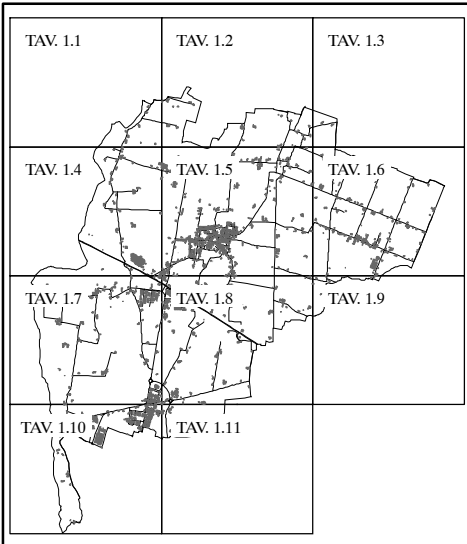 TAV. 1.1
TAV. 1.2
TAV. 1.3
TAV. 1.4
TAV. 1.5
TAV. 1.6
TAV. 1.7
TAV. 1.8
TAV. 1.9
TAV. 1.10
TAV. 1.11